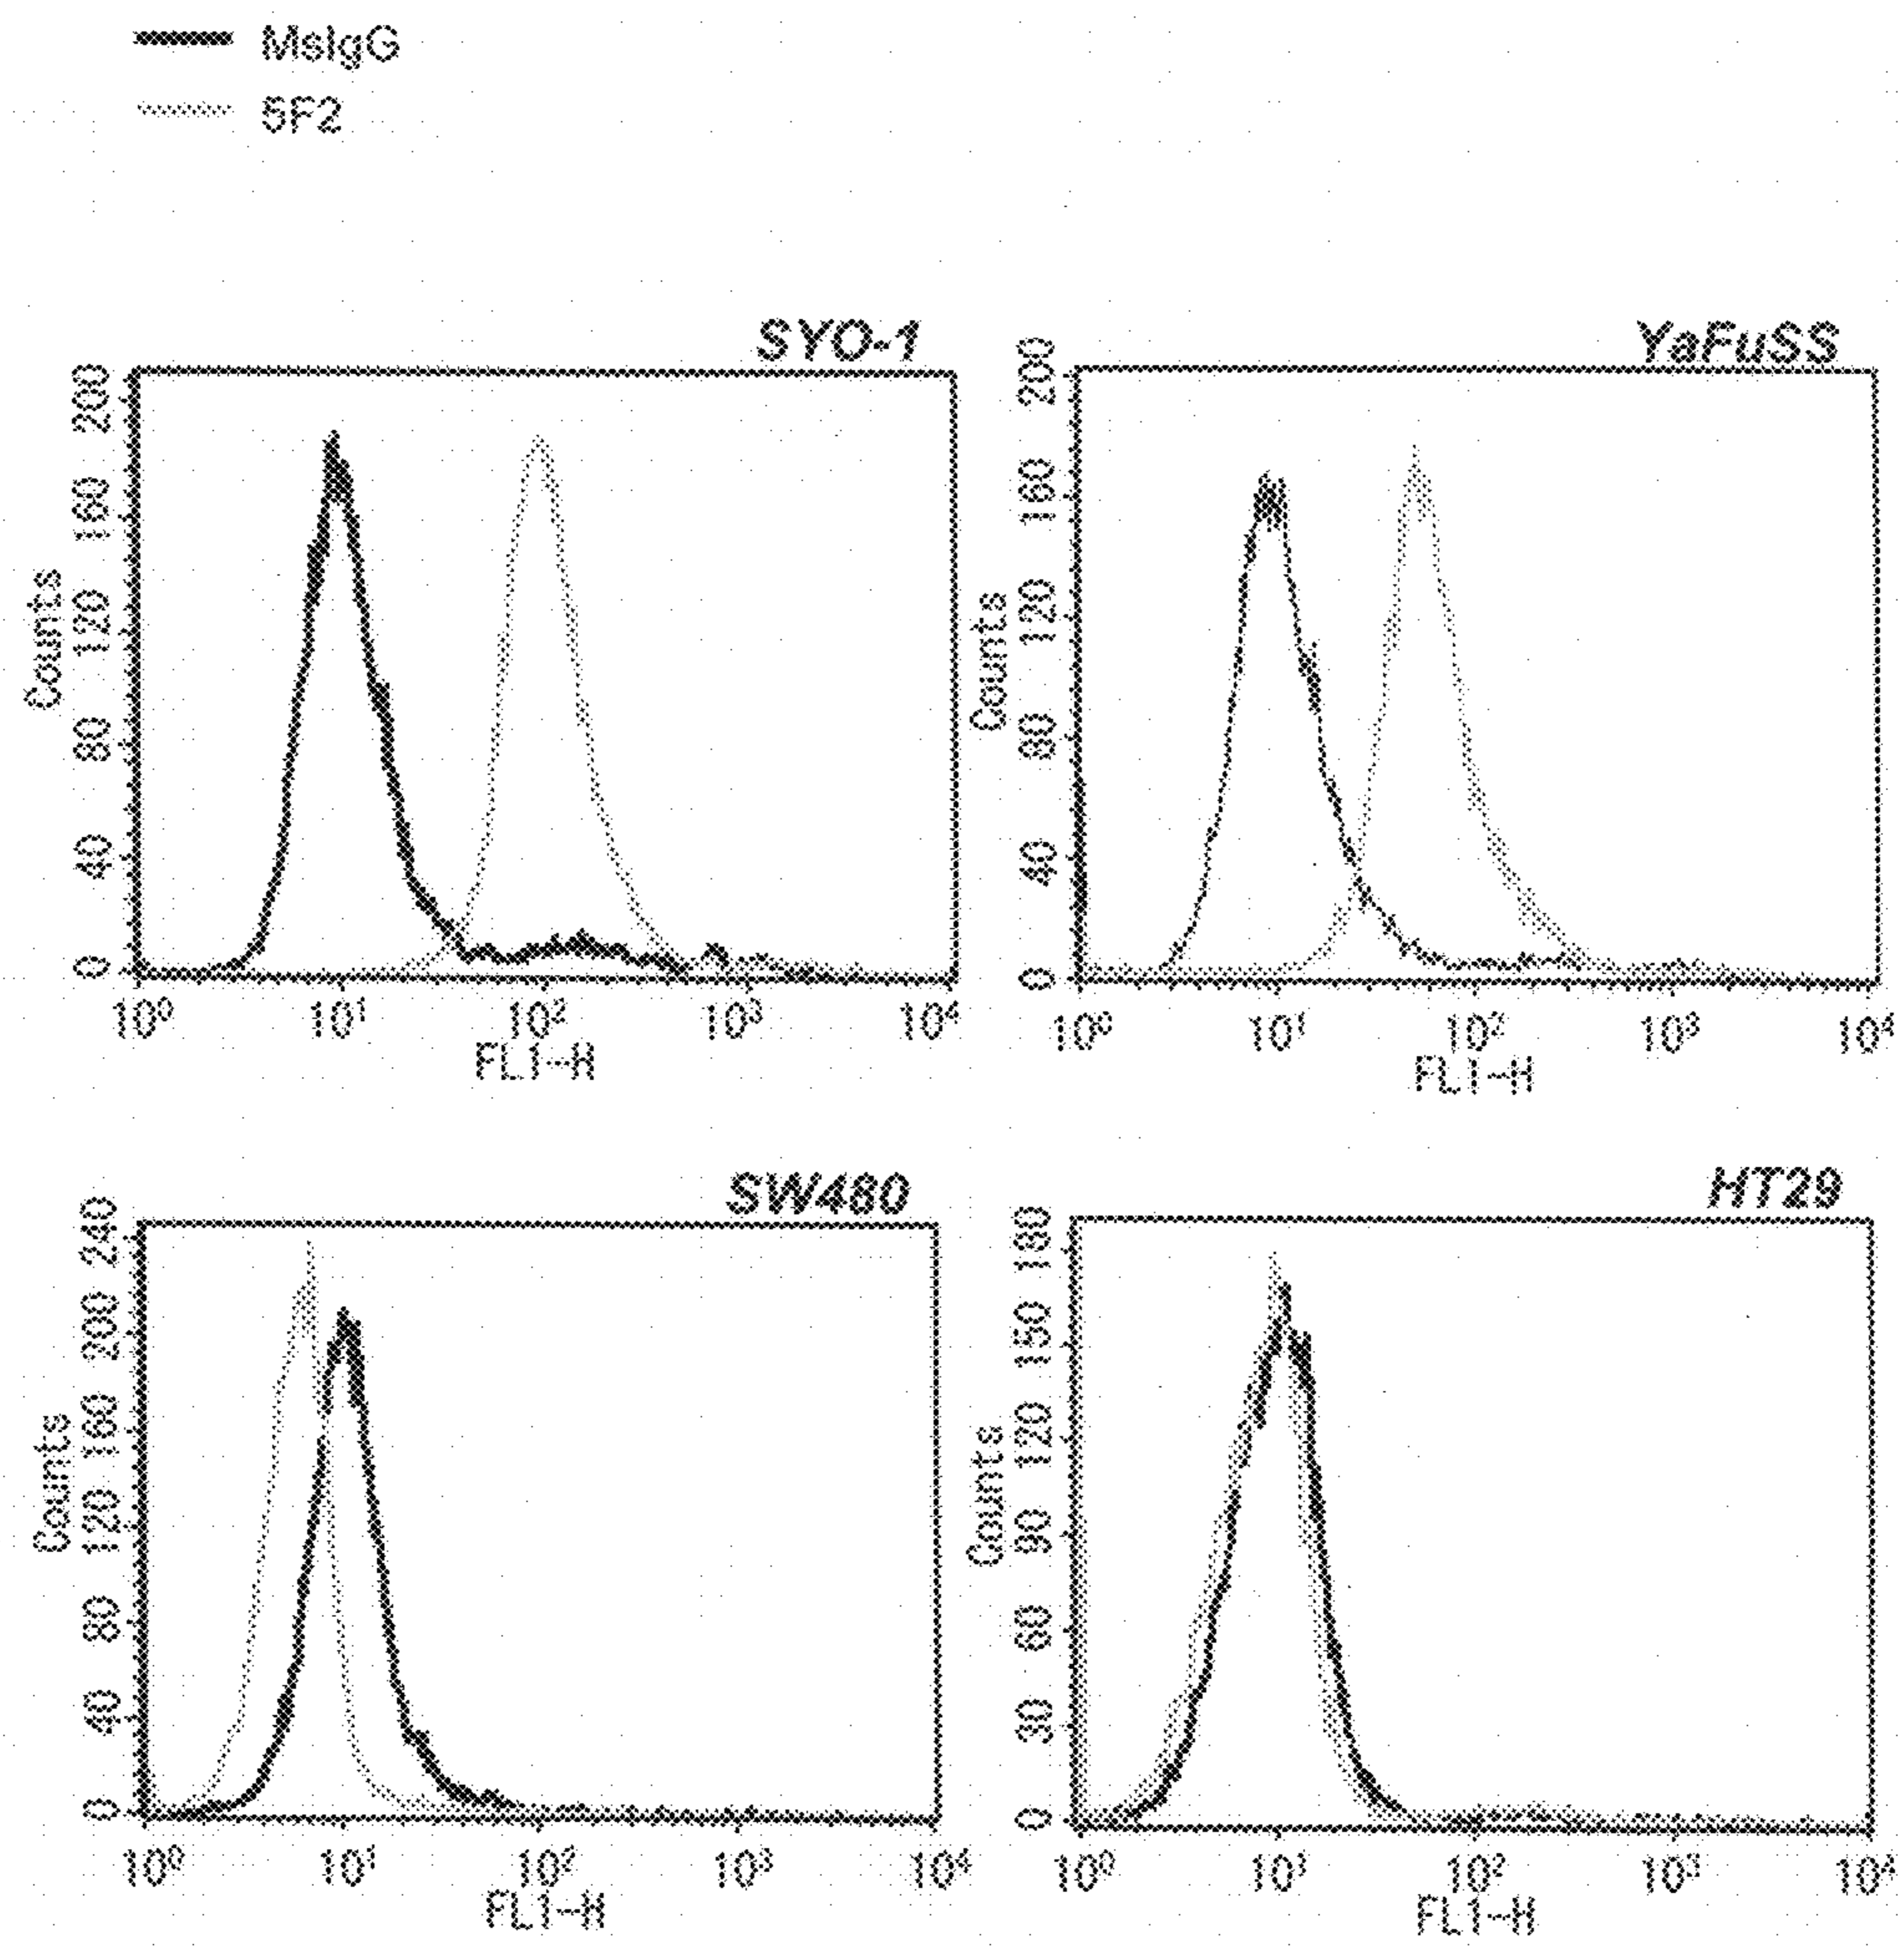 MsIgG
5F2
SYO-1
Counts
200
160
120
80
40
0
10⁰ 10¹ 10² 10³ 10⁴
FL1-H
YaFuSS
Counts
200
160
120
80
40
0
10⁰ 10¹ 10² 10³ 10⁴
FL1-H
SW480
Counts
240
200
160
120
80
40
0
10⁰ 10¹ 10² 10³ 10⁴
FL1-H
HT29
Counts
180
150
120
90
60
30
0
10⁰ 10¹ 10² 10³ 10⁴
FL1-H